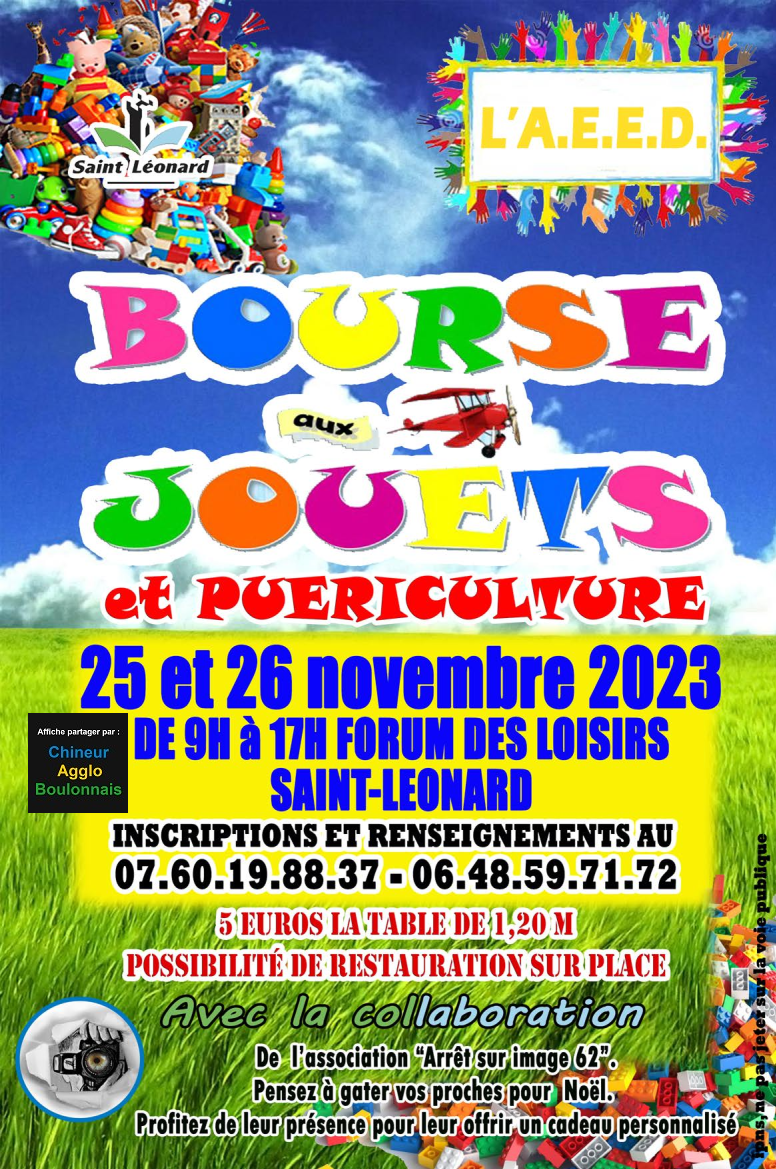 Saint Léonard
L'A.E.E.D.
BOURSE
aux
JOUETS
et PUERICULTURE
25 et 26 novembre 2023
DE 9H à 17H FORUM DES LOISIRS
SAINT-LEONARD
Affiche partager par :
Chineur
Agglo
Boulonnais
INSCRIPTIONS ET RENSEIGNEMENTS AU
07.60.19.88.37 - 06.48.59.71.72
5 EUROS LA TABLE DE 1,20 M
POSSIBILITÉ DE RESTAURATION SUR PLACE
Avec la collaboration
De l'association "Arrêt sur image 62".
Pensez à gater vos proches pour Noël.
Profitez de leur présence pour leur offrir un cadeau personnalisé
ipns, ne pas jeter sur la voie publique